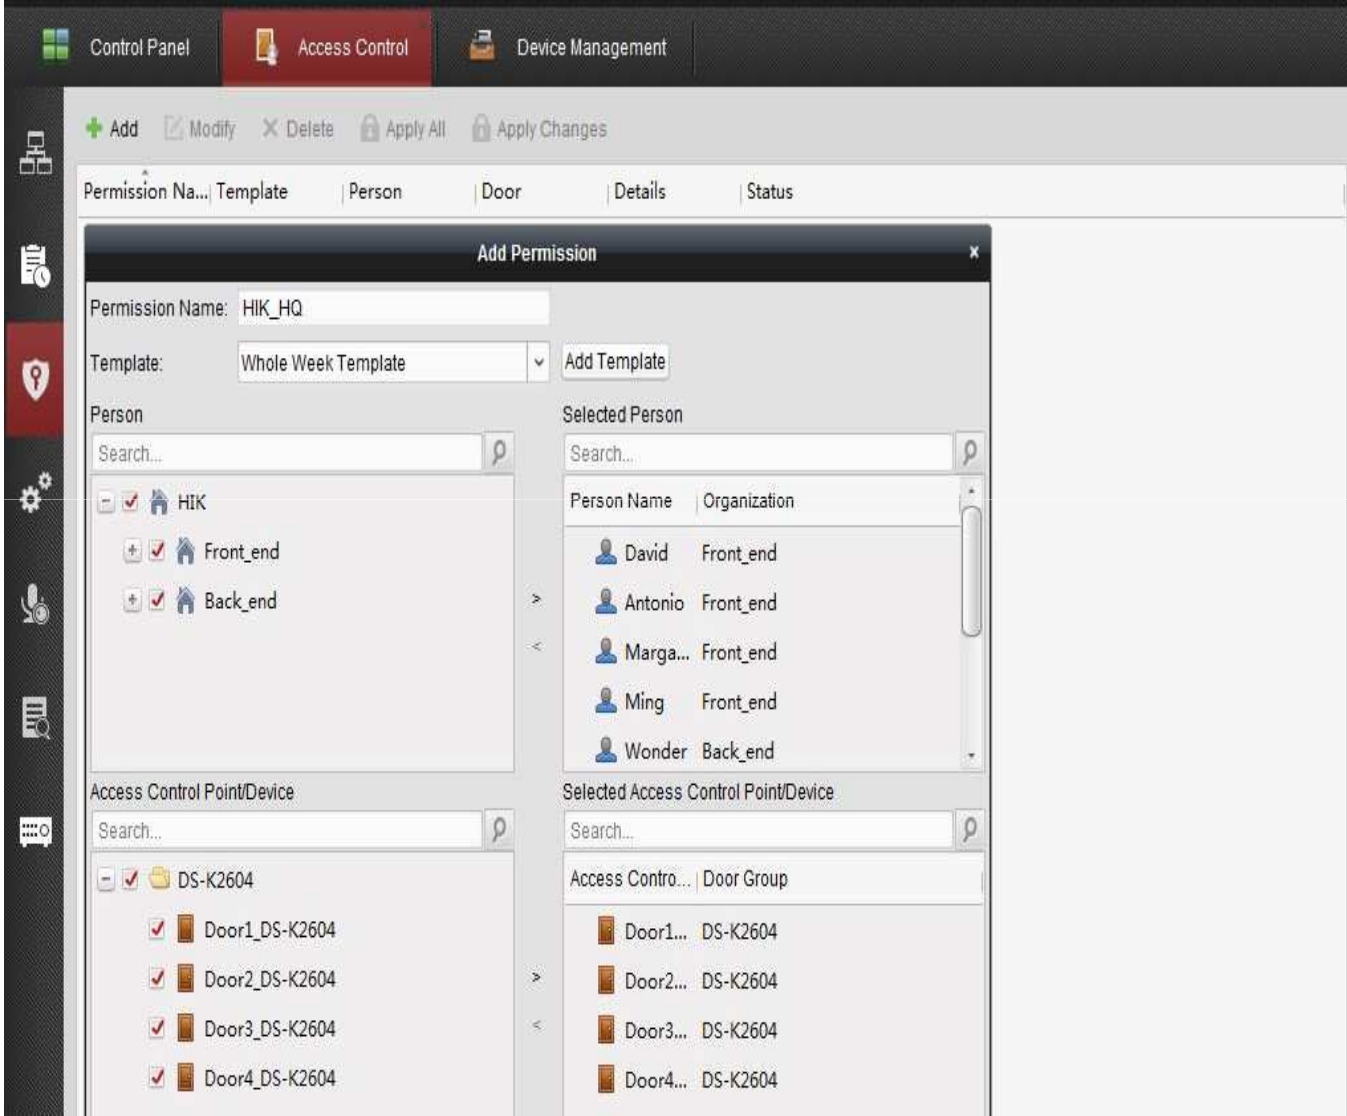 Control Panel Access Control Device Management
Add Modify Delete Apply All Apply Changes
Permission Na... Template Person Door Details Status
Add Permission
Permission Name: HIK_HQ
Template: Whole Week Template Add Template
Person Selected Person
Search... Search...
HIK Person Name Organization
Front_end David Front_end
Back_end Antonio Front_end
Marga... Front_end
Ming Front_end
Wonder Back_end
Access Control Point/Device Selected Access Control Point/Device
Search... Search...
DS-K2604 Access Contro... Door Group
Door1_DS-K2604 Door1... DS-K2604
Door2_DS-K2604 Door2... DS-K2604
Door3_DS-K2604 Door3... DS-K2604
Door4_DS-K2604 Door4... DS-K2604